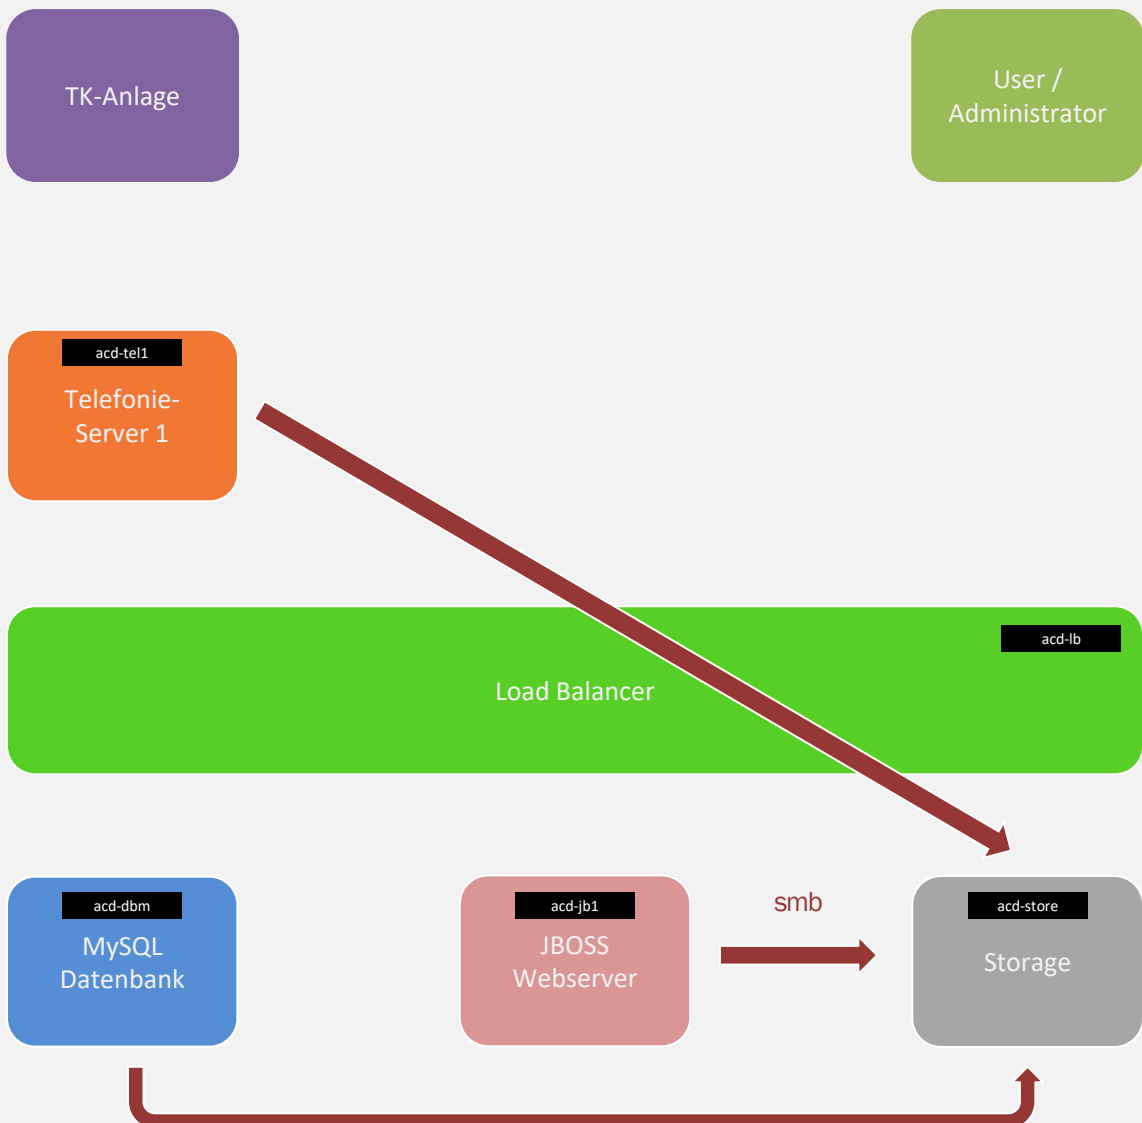 TK-Anlage
User /
Administrator
acd-tel1
Telefonie-
Server 1
acd-lb
Load Balancer
acd-dbm
MySQL
Datenbank
acd-jb1
JBOSS
Webserver
smb
acd-store
Storage